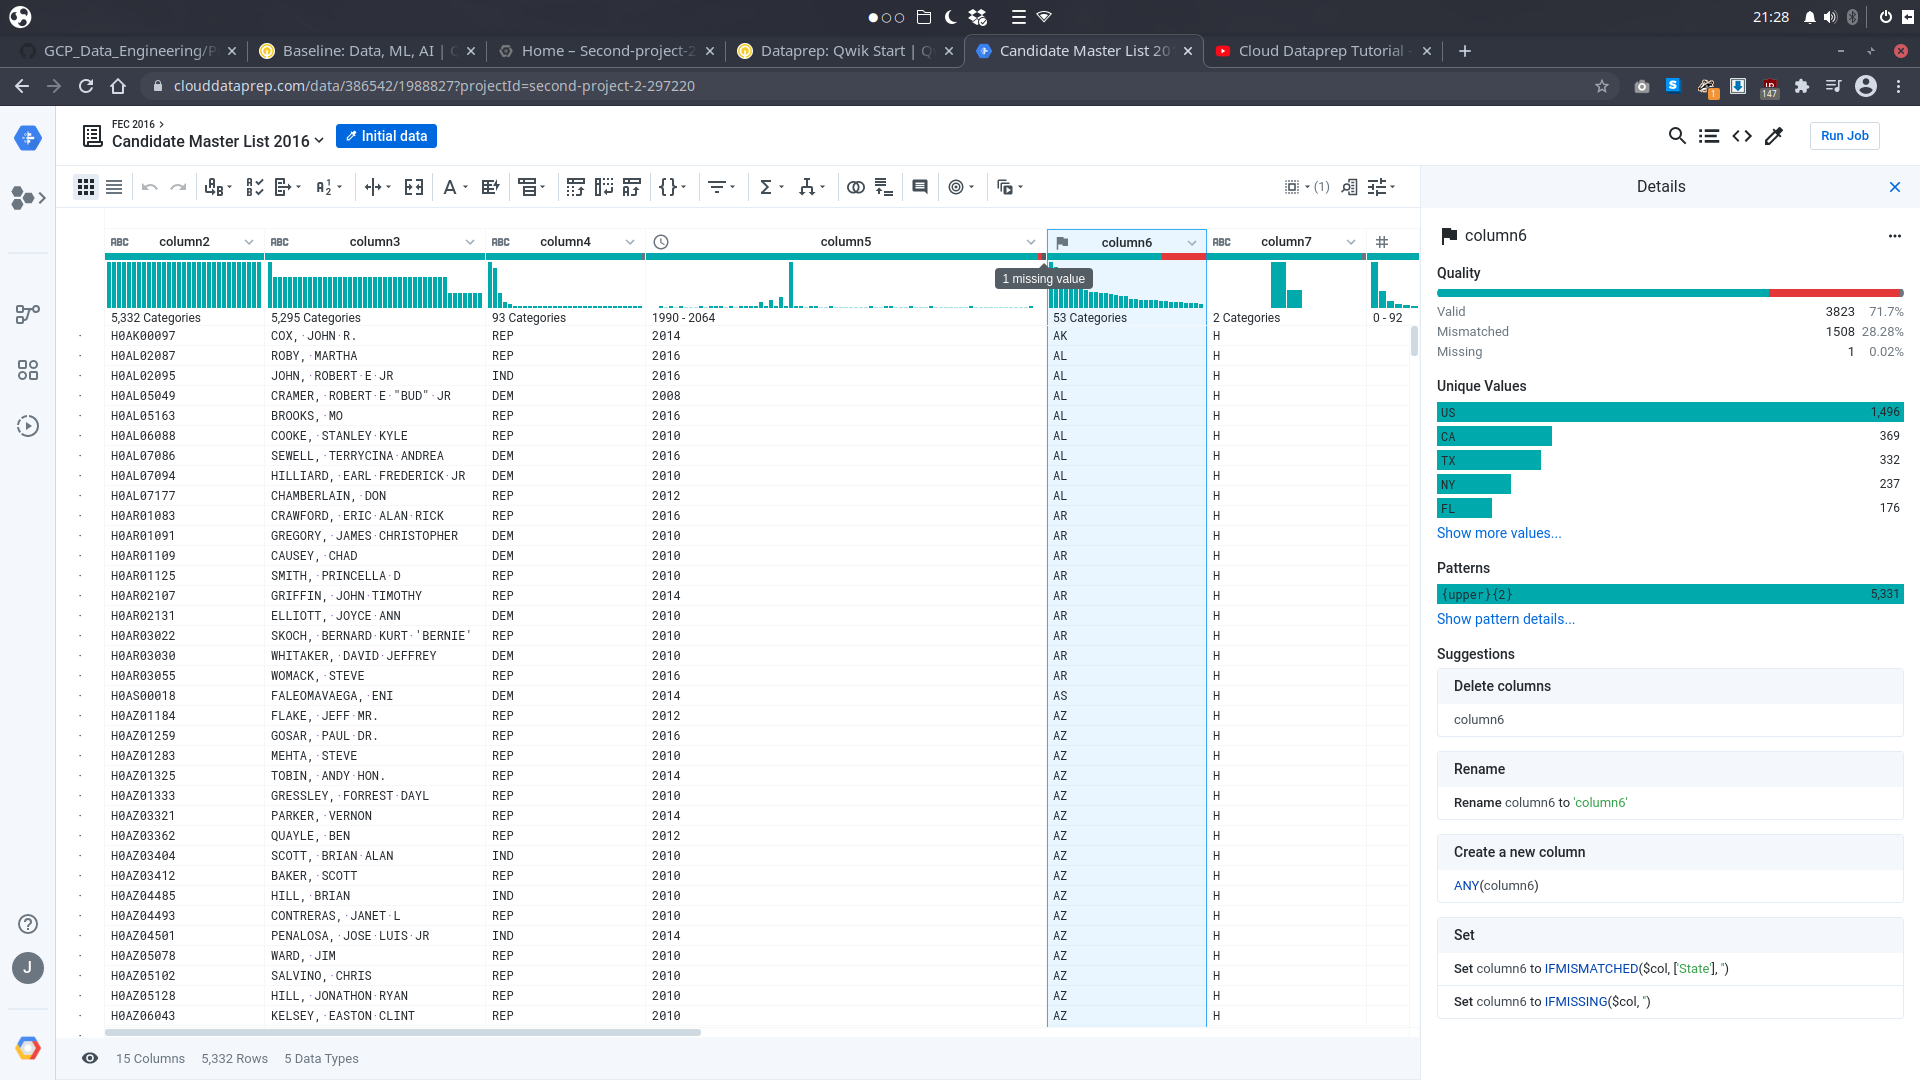 21:28
GCP_Data_Engineering/P
Baseline: Data, ML, AI |
Home – Second-project-2
Dataprep: Qwik Start | Q
Candidate Master List 20
Cloud Dataprep Tutorial
clouddataprep.com/data/386542/1988827?projectId=second-project-2-297220
1
147
FEC 2016
Candidate Master List 2016
Initial data
Run Job
(1)
Details
ABC column2
ABC column3
ABC column4
column5
column6
ABC column7
#
1 missing value
5,332 Categories
5,295 Categories
93 Categories
1990 - 2064
53 Categories
2 Categories
0 - 92
H0AK00097 COX, JOHN R. REP 2014 AK H
H0AL02087 ROBY, MARTHA REP 2016 AL H
H0AL02095 JOHN, ROBERT E JR IND 2016 AL H
H0AL05049 CRAMER, ROBERT E "BUD" JR DEM 2008 AL H
H0AL05163 BROOKS, MO REP 2016 AL H
H0AL06088 COOKE, STANLEY KYLE REP 2010 AL H
H0AL07086 SEWELL, TERRYCINA ANDREA DEM 2016 AL H
H0AL07094 HILLIARD, EARL FREDERICK JR DEM 2010 AL H
H0AL07177 CHAMBERLAIN, DON REP 2012 AL H
H0AR01083 CRAWFORD, ERIC ALAN RICK REP 2016 AR H
H0AR01091 GREGORY, JAMES CHRISTOPHER DEM 2010 AR H
H0AR01109 CAUSEY, CHAD DEM 2010 AR H
H0AR01125 SMITH, PRINCELLA D REP 2010 AR H
H0AR02107 GRIFFIN, JOHN TIMOTHY REP 2014 AR H
H0AR02131 ELLIOTT, JOYCE ANN DEM 2010 AR H
H0AR03022 SKOCH, BERNARD KURT 'BERNIE' REP 2010 AR H
H0AR03030 WHITAKER, DAVID JEFFREY DEM 2010 AR H
H0AR03055 WOMACK, STEVE REP 2016 AR H
H0AS00018 FALEOMAVAEGA, ENI DEM 2014 AS H
H0AZ01184 FLAKE, JEFF MR. REP 2012 AZ H
H0AZ01259 GOSAR, PAUL DR. REP 2016 AZ H
H0AZ01283 MEHTA, STEVE REP 2010 AZ H
H0AZ01325 TOBIN, ANDY HON. REP 2014 AZ H
H0AZ01333 GRESSLEY, FORREST DAYL REP 2010 AZ H
H0AZ03321 PARKER, VERNON REP 2014 AZ H
H0AZ03362 QUAYLE, BEN REP 2012 AZ H
H0AZ03404 SCOTT, BRIAN ALAN IND 2010 AZ H
H0AZ03412 BAKER, SCOTT REP 2010 AZ H
H0AZ04485 HILL, BRIAN IND 2010 AZ H
H0AZ04493 CONTRERAS, JANET L REP 2010 AZ H
H0AZ04501 PENALOSA, JOSE LUIS JR IND 2014 AZ H
H0AZ05078 WARD, JIM REP 2010 AZ H
H0AZ05102 SALVINO, CHRIS REP 2010 AZ H
H0AZ05128 HILL, JONATHON RYAN REP 2010 AZ H
H0AZ06043 KELSEY, EASTON CLINT REP 2010 AZ H
J
15 Columns 5,332 Rows 5 Data Types
column6
Quality
Valid 3823 71.7%
Mismatched 1508 28.28%
Missing 1 0.02%
Unique Values
US 1,496
CA 369
TX 332
NY 237
FL 176
Show more values...
Patterns
{upper}{2} 5,331
Show pattern details...
Suggestions
Delete columns
column6
Rename
Rename column6 to 'column6'
Create a new column
ANY(column6)
Set
Set column6 to IFMISMATCHED($col, ['State'], '')
Set column6 to IFMISSING($col, '')